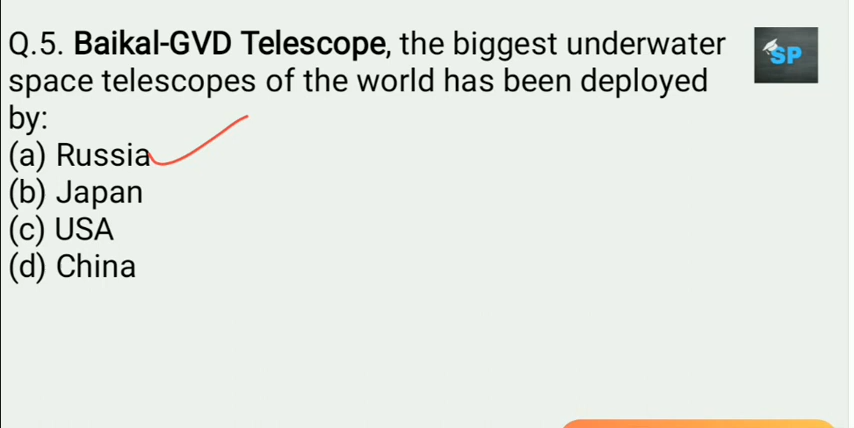 Q.5. Baikal-GVD Telescope, the biggest underwater
space telescopes of the world has been deployed
by:
(a) Russia
(b) Japan
(c) USA
(d) China
SP